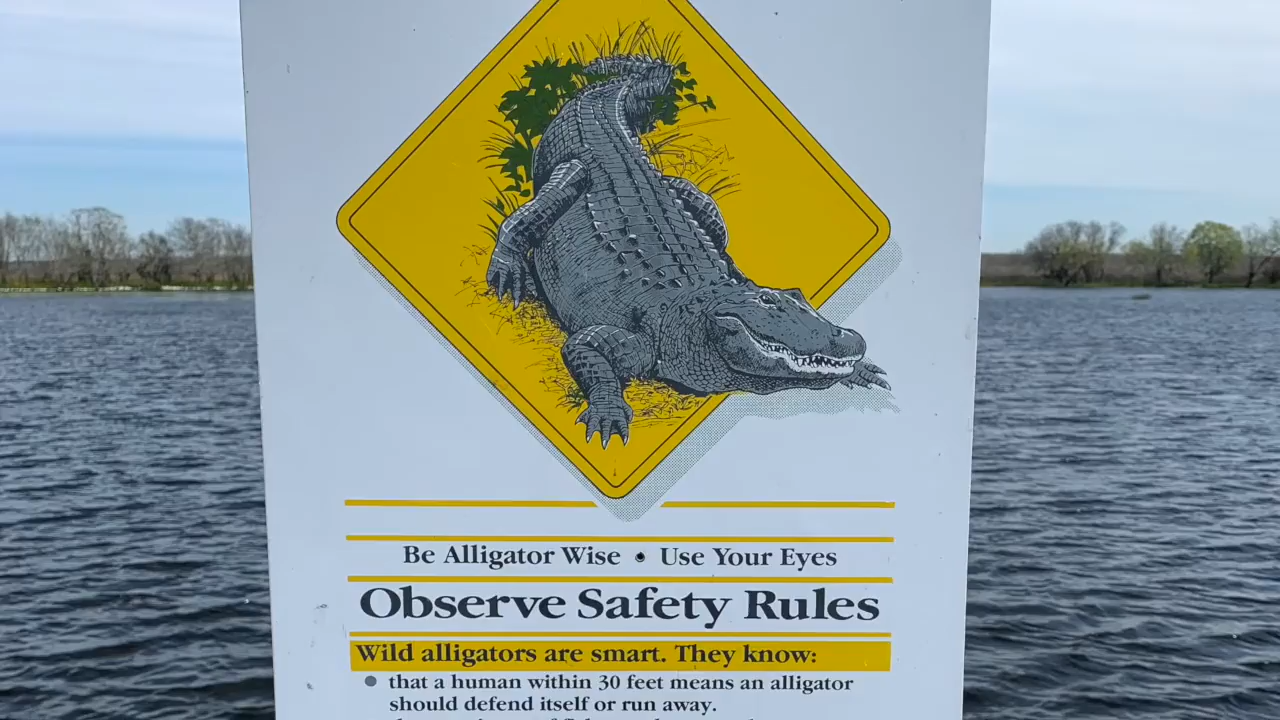 Be Alligator Wise • Use Your Eyes
Observe Safety Rules
Wild alligators are smart. They know:
• that a human within 30 feet means an alligator
should defend itself or run away.